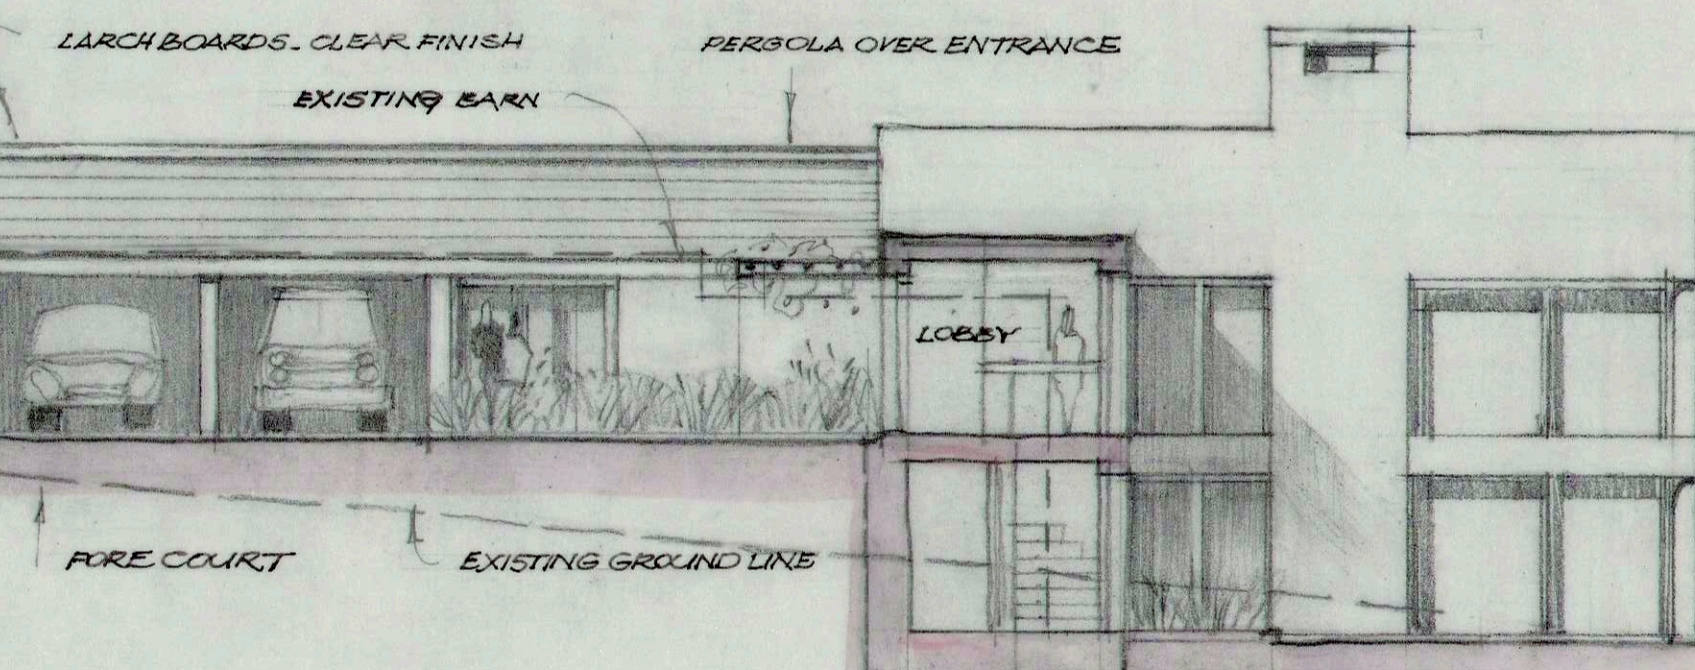 LARCH BOARDS. CLEAR FINISH
PERGOLA OVER ENTRANCE
EXISTING BARN
LOBBY
FORE COURT
EXISTING GROUND LINE